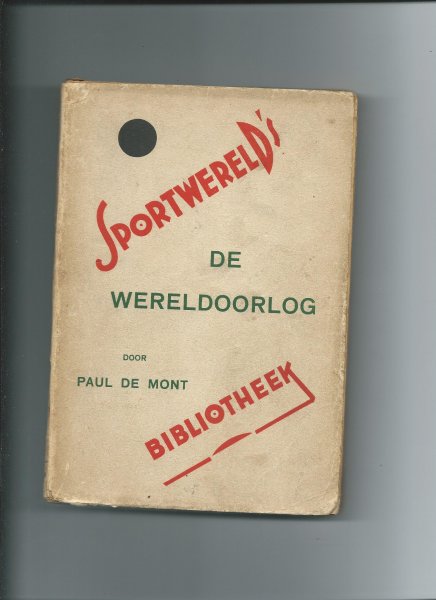 SPORTWERELD's
DE
WERELDOORLOG
DOOR
PAUL DE MONT
BIBLIOTHEEK